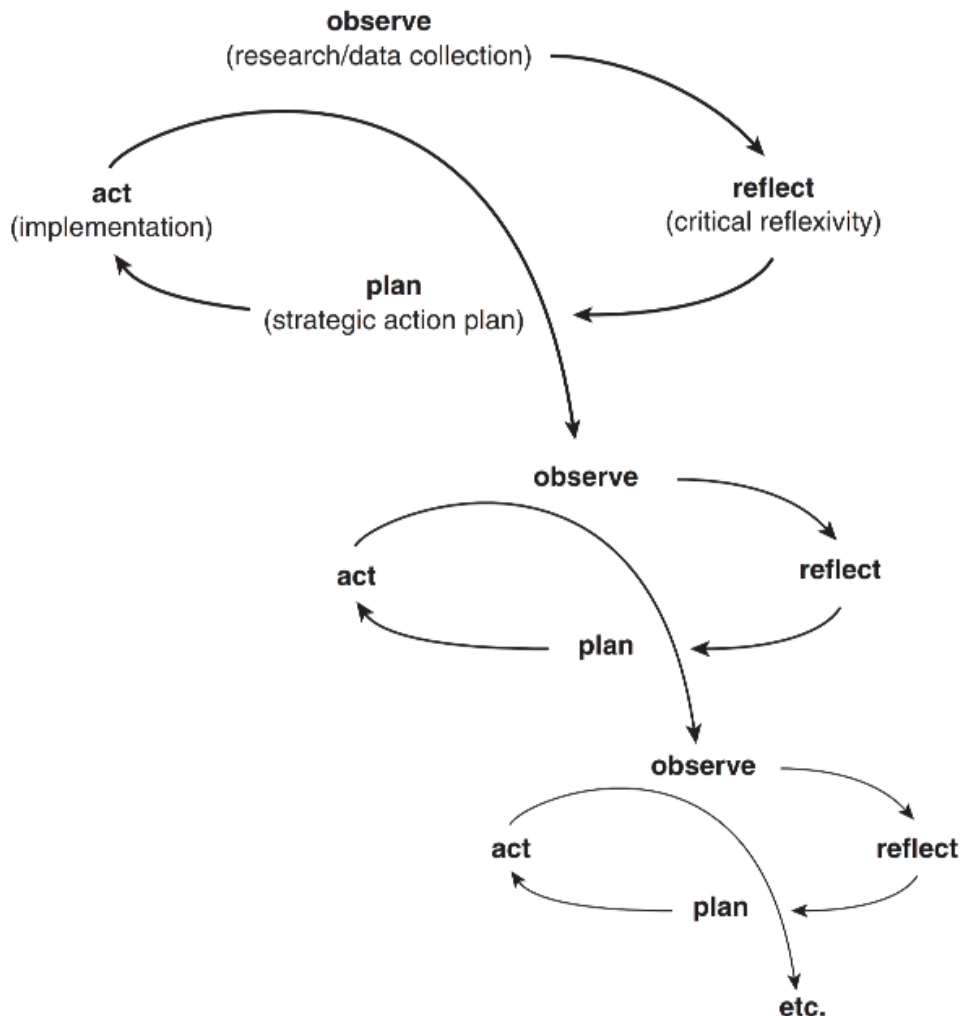 observe
(research/data collection)
reflect
(critical reflexivity)
act
(implementation)
plan
(strategic action plan)
observe
reflect
act
plan
observe
reflect
act
plan
etc.